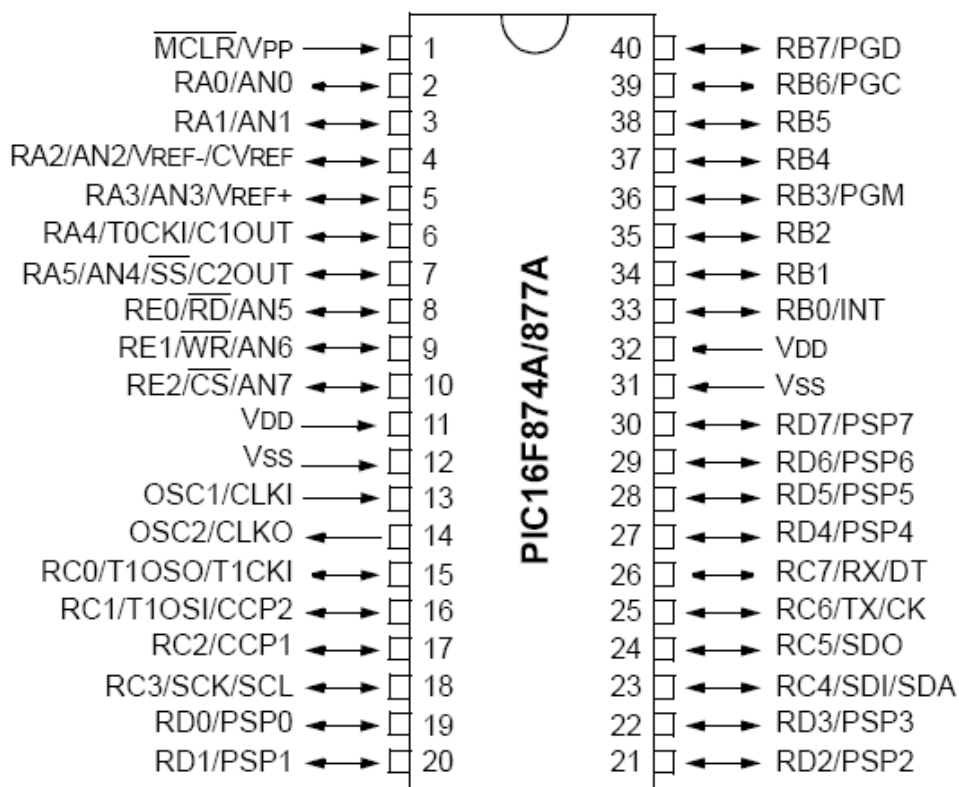 MCLR/VPP 1 40 RB7/PGD
RA0/AN0 2 39 RB6/PGC
RA1/AN1 3 38 RB5
RA2/AN2/VREF-/CVREF 4 37 RB4
RA3/AN3/VREF+ 5 36 RB3/PGM
RA4/T0CKI/C1OUT 6 35 RB2
RA5/AN4/SS/C2OUT 7 34 RB1
RE0/RD/AN5 8 33 RB0/INT
RE1/WR/AN6 9 32 VDD
RE2/CS/AN7 10 31 VSS
VDD 11 30 RD7/PSP7
VSS 12 29 RD6/PSP6
OSC1/CLKI 13 28 RD5/PSP5
OSC2/CLKO 14 27 RD4/PSP4
RC0/T1OSO/T1CKI 15 26 RC7/RX/DT
RC1/T1OSI/CCP2 16 25 RC6/TX/CK
RC2/CCP1 17 24 RC5/SDO
RC3/SCK/SCL 18 23 RC4/SDI/SDA
RD0/PSP0 19 22 RD3/PSP3
RD1/PSP1 20 21 RD2/PSP2
PIC16F874A/877A